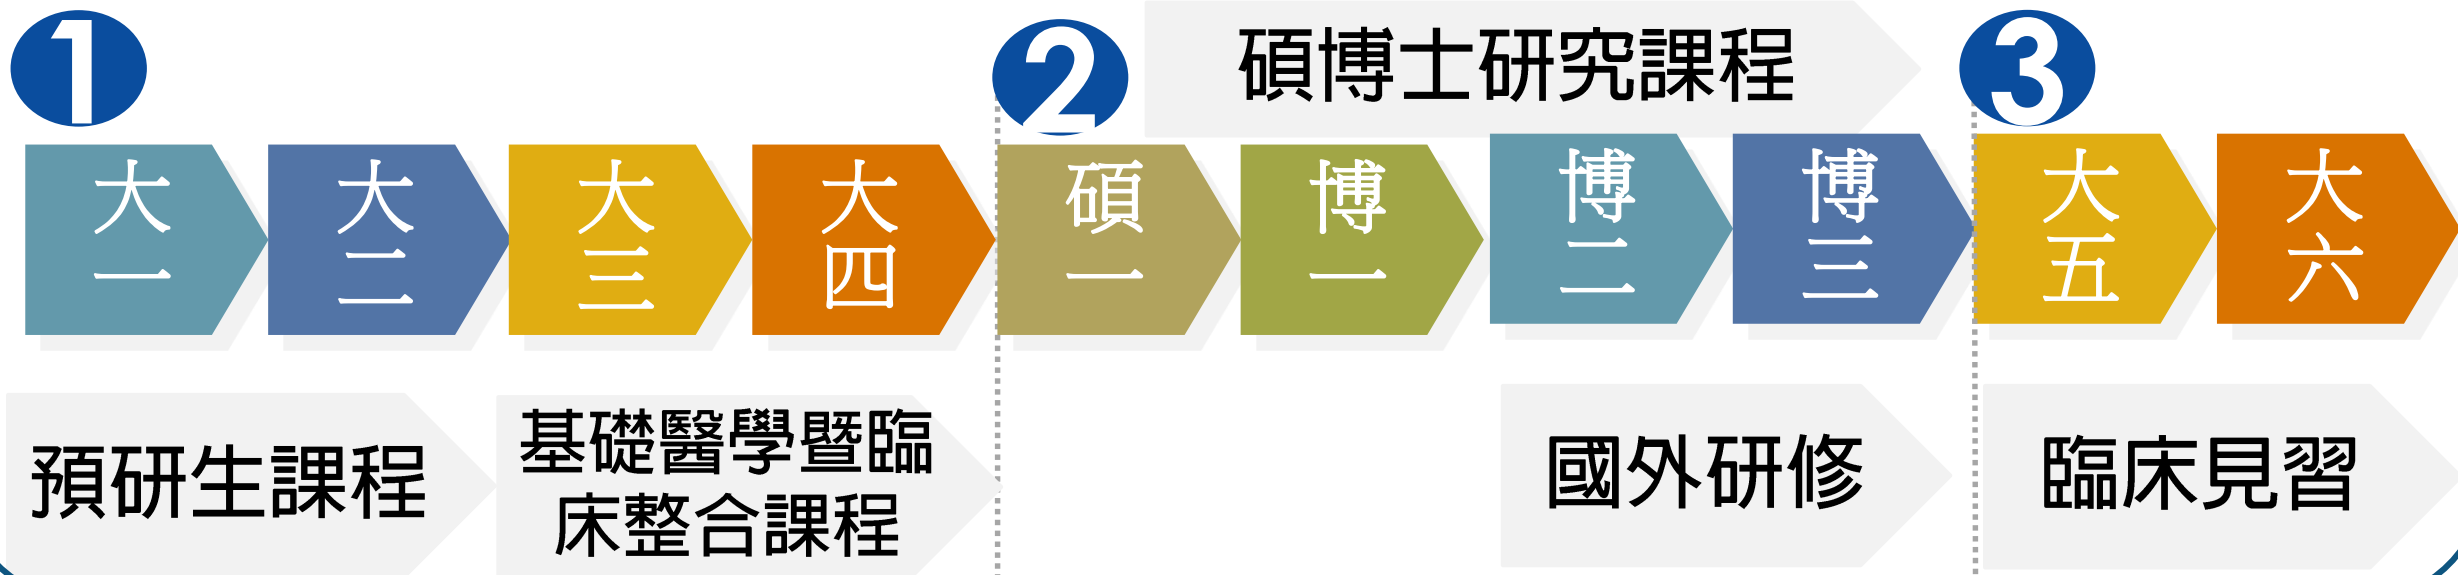 1
2
碩博士研究課程
3
大一
大二
大三
大四
碩一
博一
博二
博三
大五
大六
預研生課程
基礎醫學暨臨
床整合課程
國外研修
臨床見習